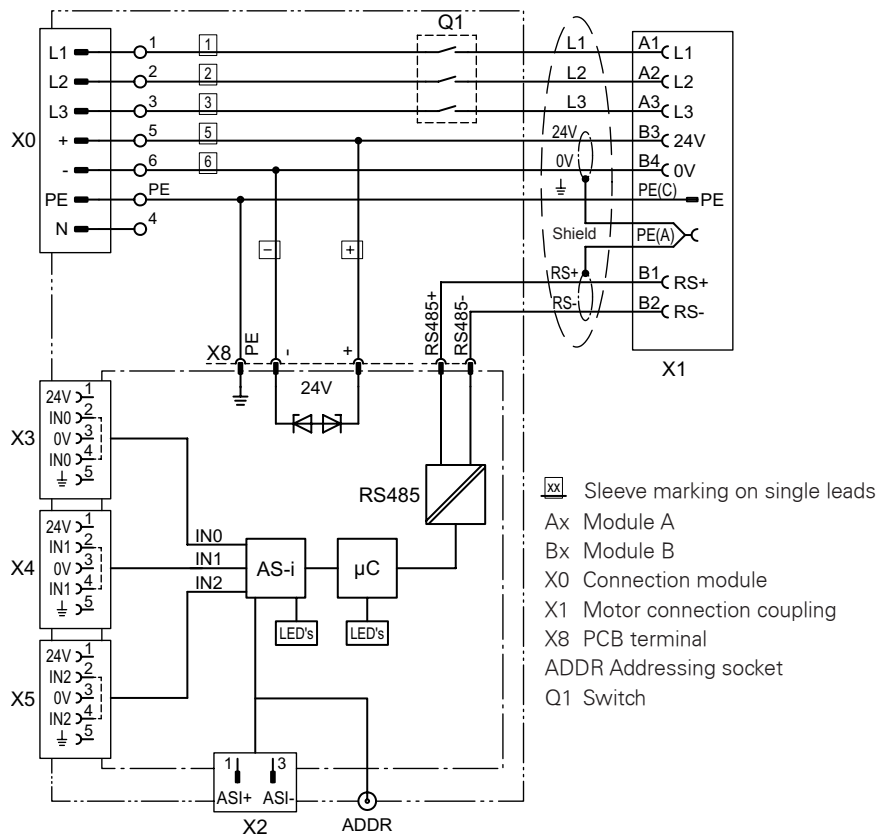 Q1
L1 1 1 L1 A1 L1
L2 2 2 L2 A2 L2
L3 3 3 L3 A3 L3
X0 + 5 5 24V B3 24V
- 6 6 0V B4 0V
PE PE PE(C) PE
N 4
Shield PE(A)
- +
RS+ B1 RS+
RS- B2 RS-
RS485+
RS485-
X1
X8 PE - +
24V
X3
24V 1
IN0 2
0V 3
IN0 4
5
X4
24V 1
IN1 2
0V 3
IN1 4
5
X5
24V 1
IN2 2
0V 3
IN2 4
5
RS485
IN0
IN1
IN2
AS-i
µC
LED's
LED's
1 3
ASI+ ASI-
X2
ADDR
xx Sleeve marking on single leads
Ax Module A
Bx Module B
X0 Connection module
X1 Motor connection coupling
X8 PCB terminal
ADDR Addressing socket
Q1 Switch